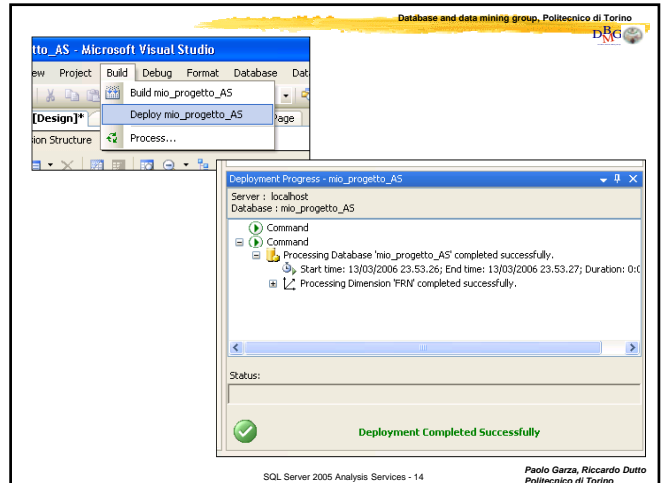 Database and data mining group, Politecnico di Torino
DBMG
tto_AS - Microsoft Visual Studio
ew Project Build Debug Format Database Dat
Build mio_progetto_AS
[Design]* Deploy mio_progetto_AS age
ion Structure Process...
Deployment Progress - mio_progetto_AS
Server : localhost
Database : mio_progetto_AS
Command
Command
Processing Database 'mio_progetto_AS' completed successfully.
Start time: 13/03/2006 23.53.26; End time: 13/03/2006 23.53.27; Duration: 0:0
Processing Dimension 'FRN' completed successfully.
Status:
Deployment Completed Successfully
SQL Server 2005 Analysis Services - 14
Paolo Garza, Riccardo Dutto
Politecnico di Torino